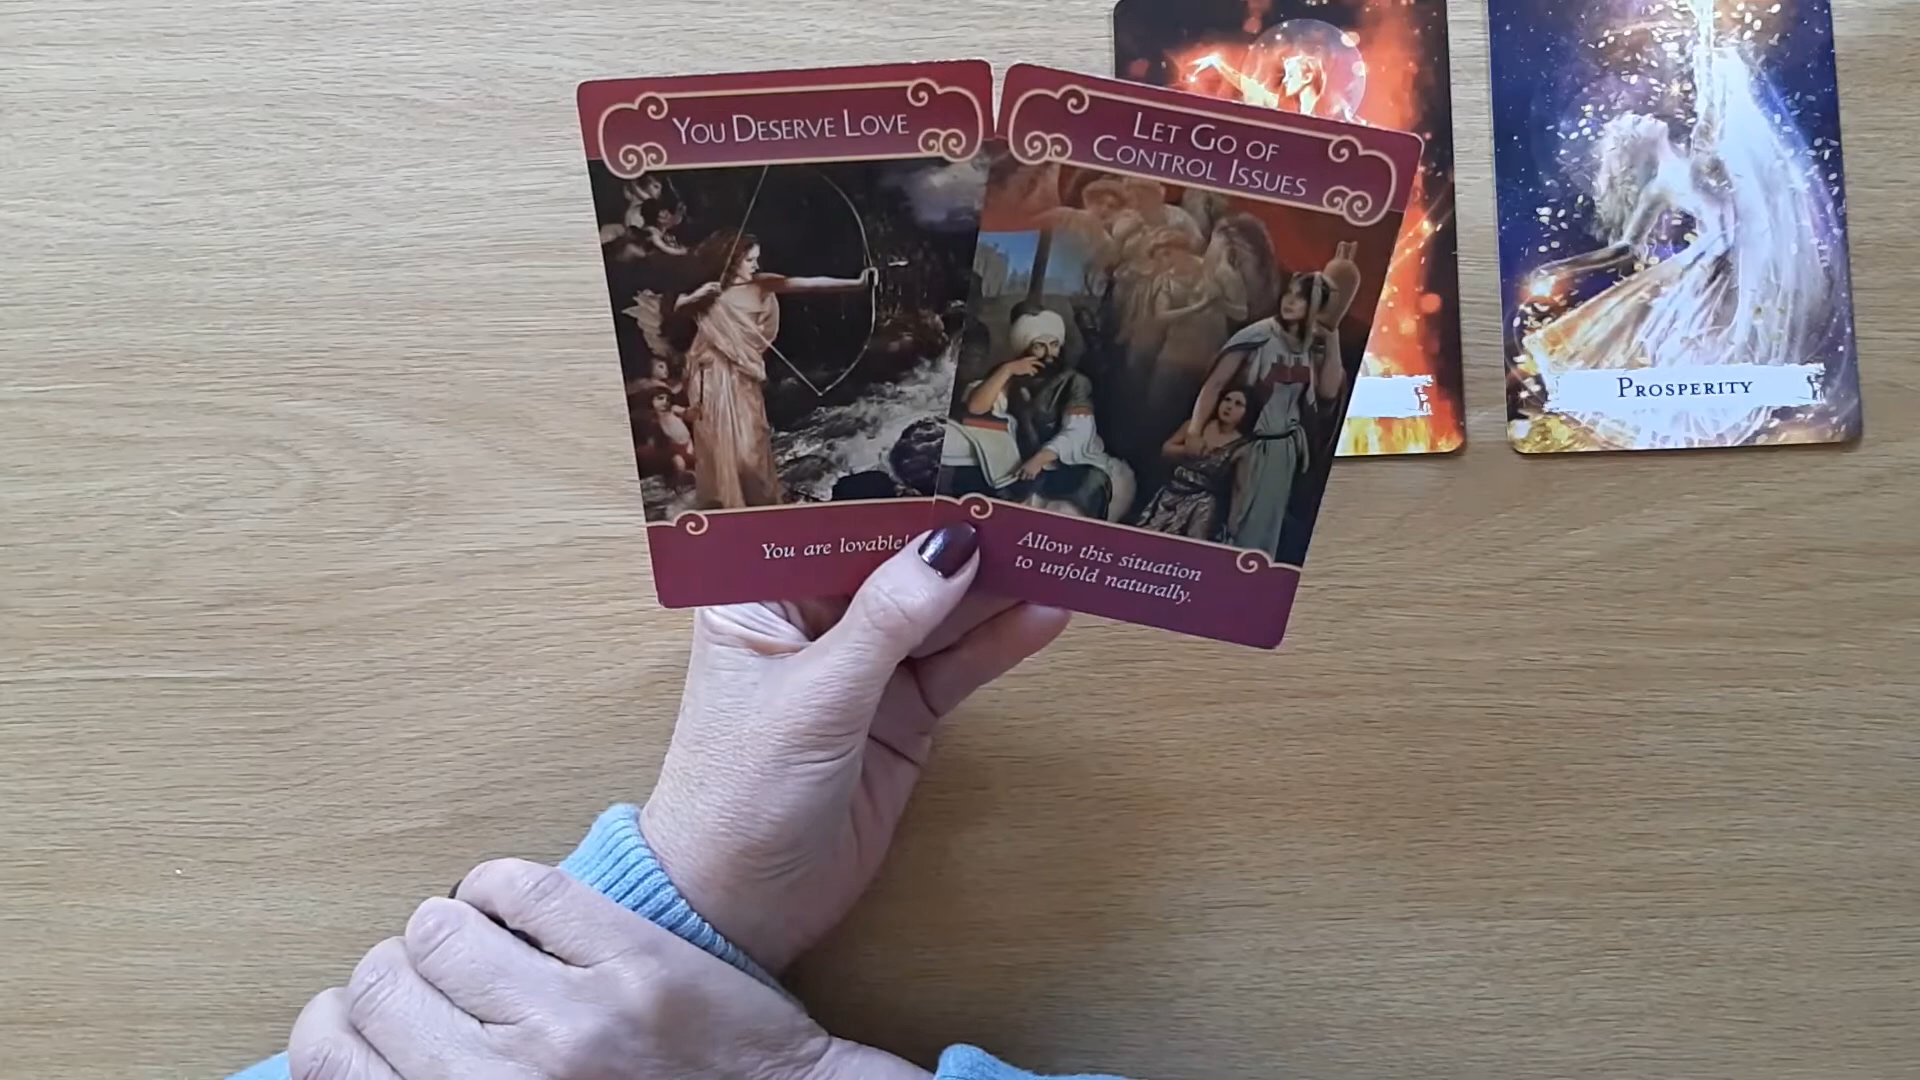 You Deserve Love
You are lovable!
Let Go of
Control Issues
Allow this situation
to unfold naturally.
Prosperity